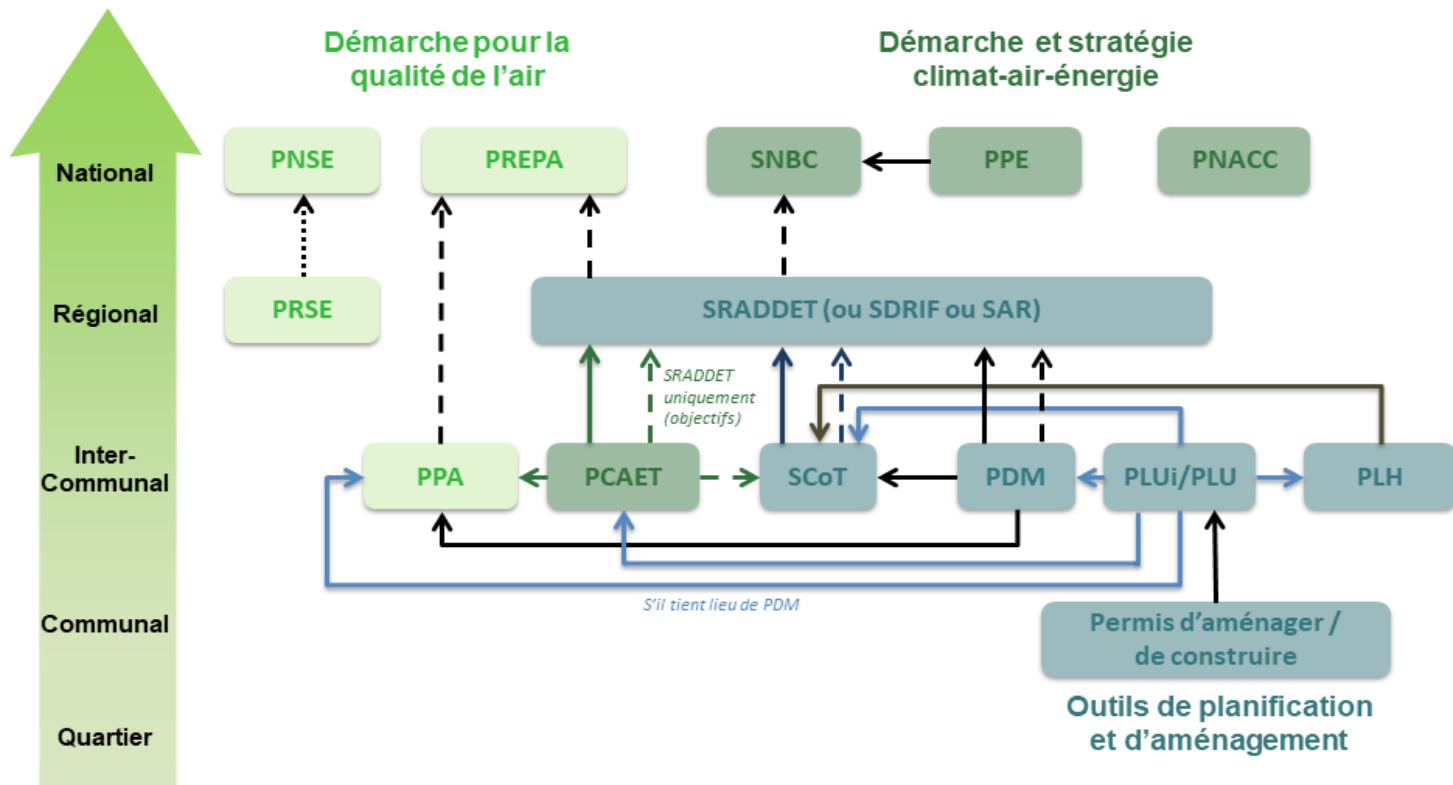 Démarche pour la
qualité de l'air
Démarche et stratégie
climat-air-énergie
National
PNSE
PREPA
SNBC
PPE
PNACC
Régional
PRSE
SRADDET (ou SDRIF ou SAR)
SRADDET
uniquement
(objectifs)
Inter-
Communal
PPA
PCAET
SCoT
PDM
PLUi/PLU
PLH
S'il tient lieu de PDM
Communal
Permis d'aménager /
de construire
Quartier
Outils de planification
et d'aménagement